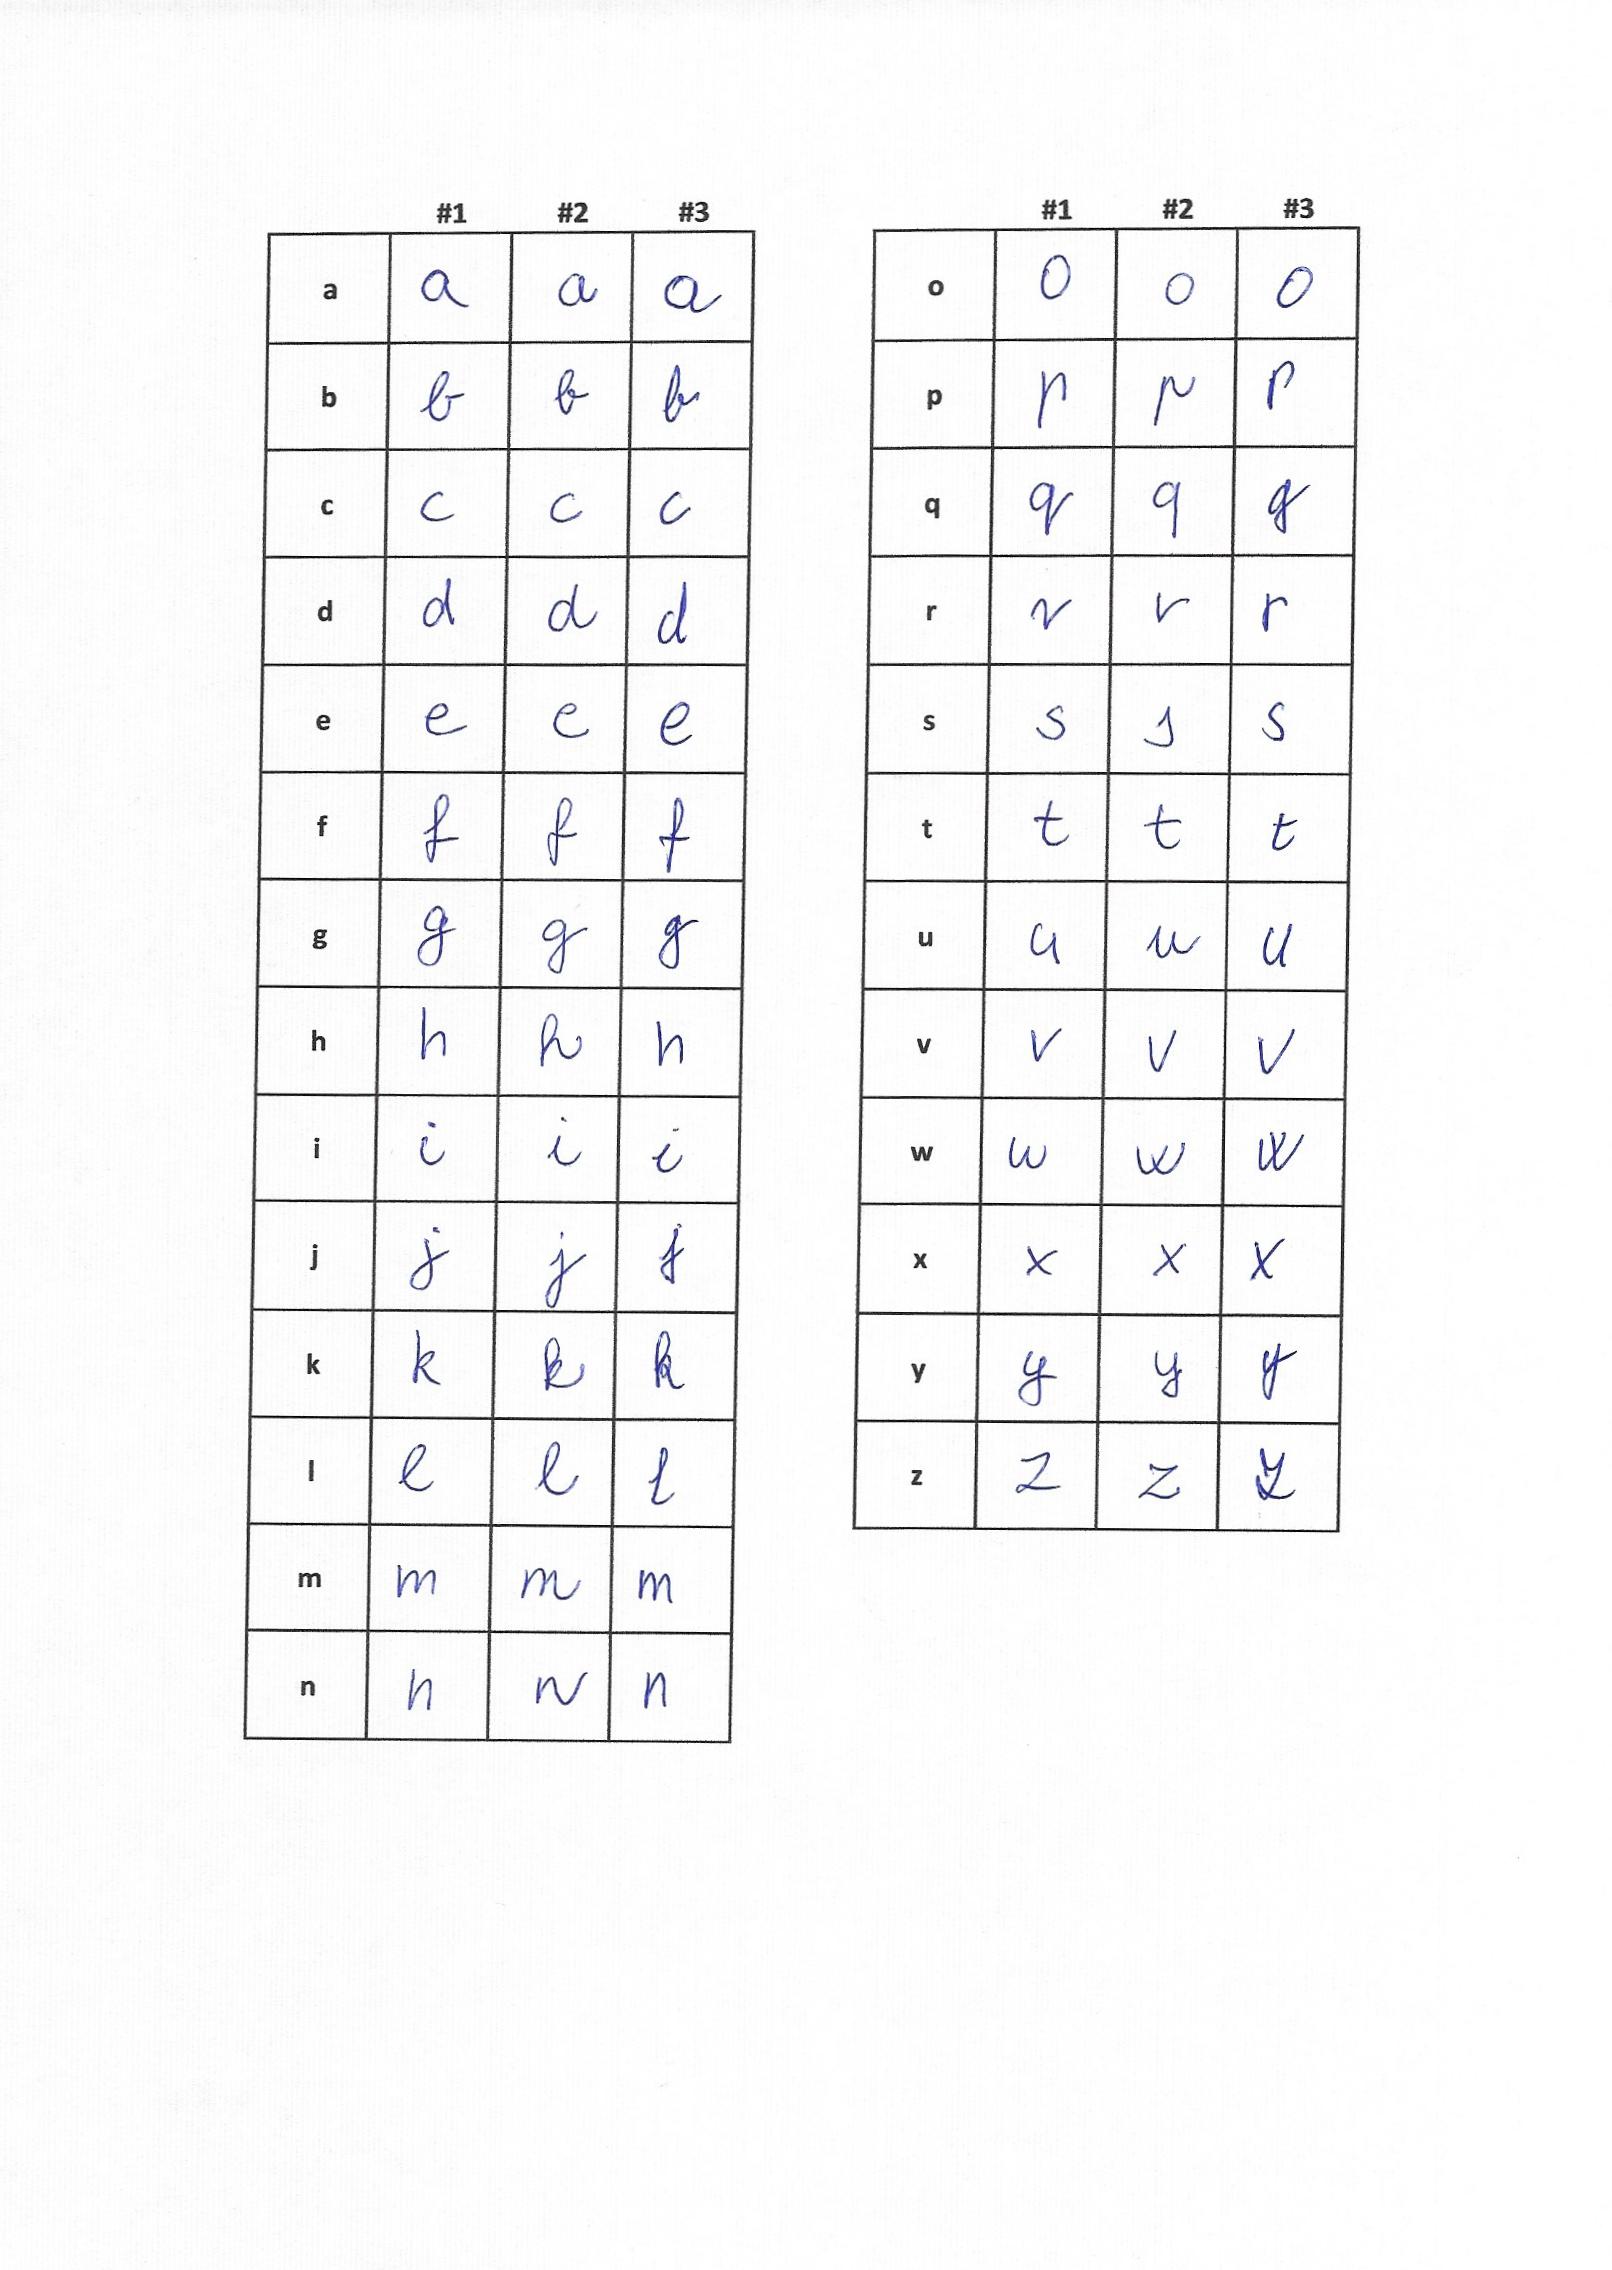 #1 #2 #3
a a a a
b b b b
c c c c
d d d d
e e e e
f f f f
g g g g
h h h h
i i i i
j j j j
k k k k
l l l l
m m m m
n n n n
#1 #2 #3
o o o o
p p p p
q q q q
r r r r
s s s s
t t t t
u u u u
v v v v
w w w w
x x x x
y y y y
z z z z